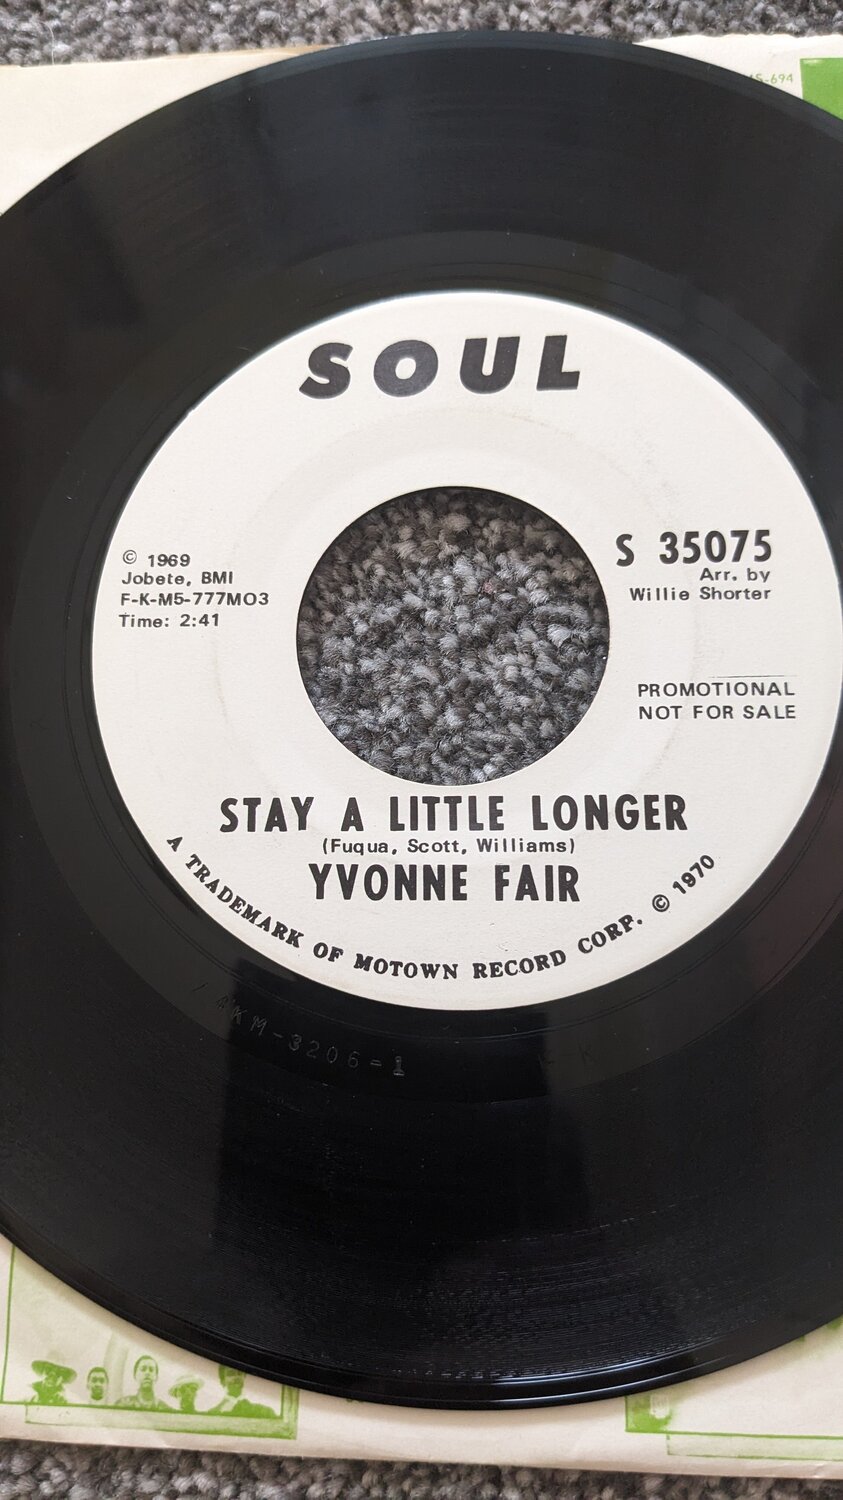 SOUL
© 1969
Jobete, BMI
F-K-M5-777MO3
Time: 2:41
S 35075
Arr. by
Willie Shorter
PROMOTIONAL
NOT FOR SALE
STAY A LITTLE LONGER
(Fuqua, Scott, Williams)
YVONNE FAIR
A TRADEMARK OF MOTOWN RECORD CORP. © 1970
KM-3206-1